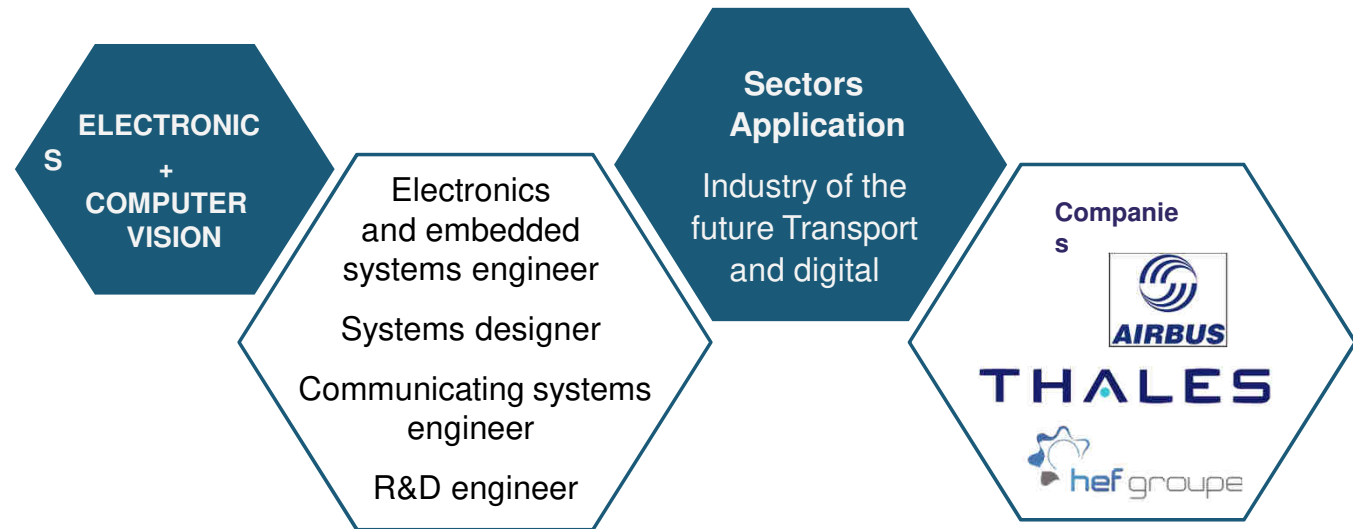 ELECTRONIC
S
+
COMPUTER
VISION
Electronics
and embedded
systems engineer
Systems designer
Communicating systems
engineer
R&D engineer
Sectors
Application
Industry of the
future Transport
and digital
Companie
s
AIRBUS
THALES
hef groupe